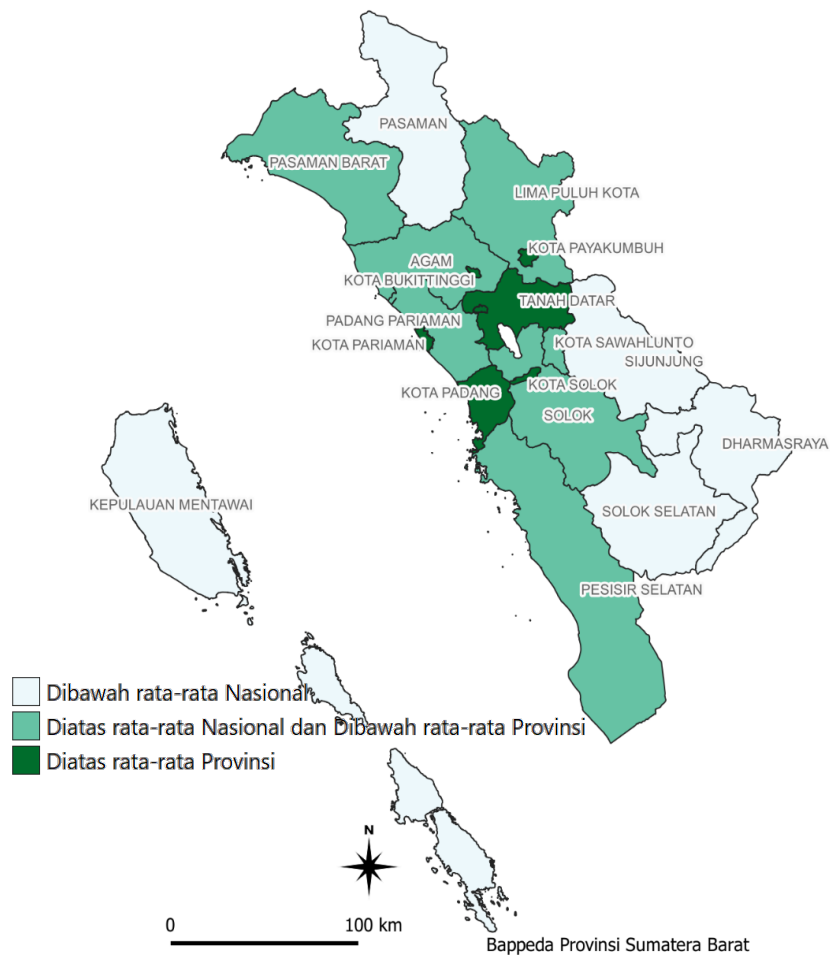 PASAMAN
PASAMAN BARAT
LIMA PULUH KOTA
KOTA PAYAKUMBUH
AGAM
KOTA BUKITTINGGI
TANAH DATAR
PADANG PARIAMAN
KOTA PARIAMAN
KOTA SAWAHLUNTO
SIJUNJUNG
KOTA SOLOK
KOTA PADANG
SOLOK
DHARMASRAYA
KEPULAUAN MENTAWAI
SOLOK SELATAN
PESISIR SELATAN
Dibawah rata-rata Nasional
Diatas rata-rata Nasional dan Dibawah rata-rata Provinsi
Diatas rata-rata Provinsi
N
0 100 km
Bappeda Provinsi Sumatera Barat